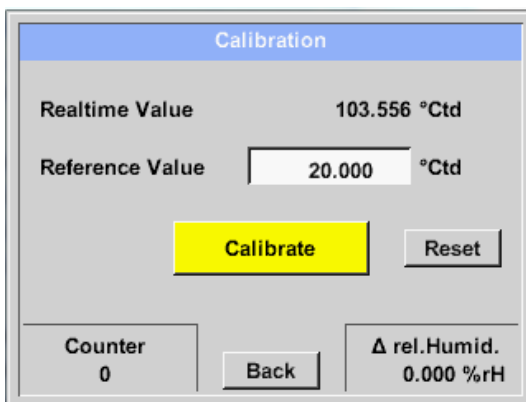 Calibration
Realtime Value 103.556 °Ctd
Reference Value 20.000 °Ctd
Calibrate Reset
Counter Δ rel.Humid.
0 Back 0.000 %rH